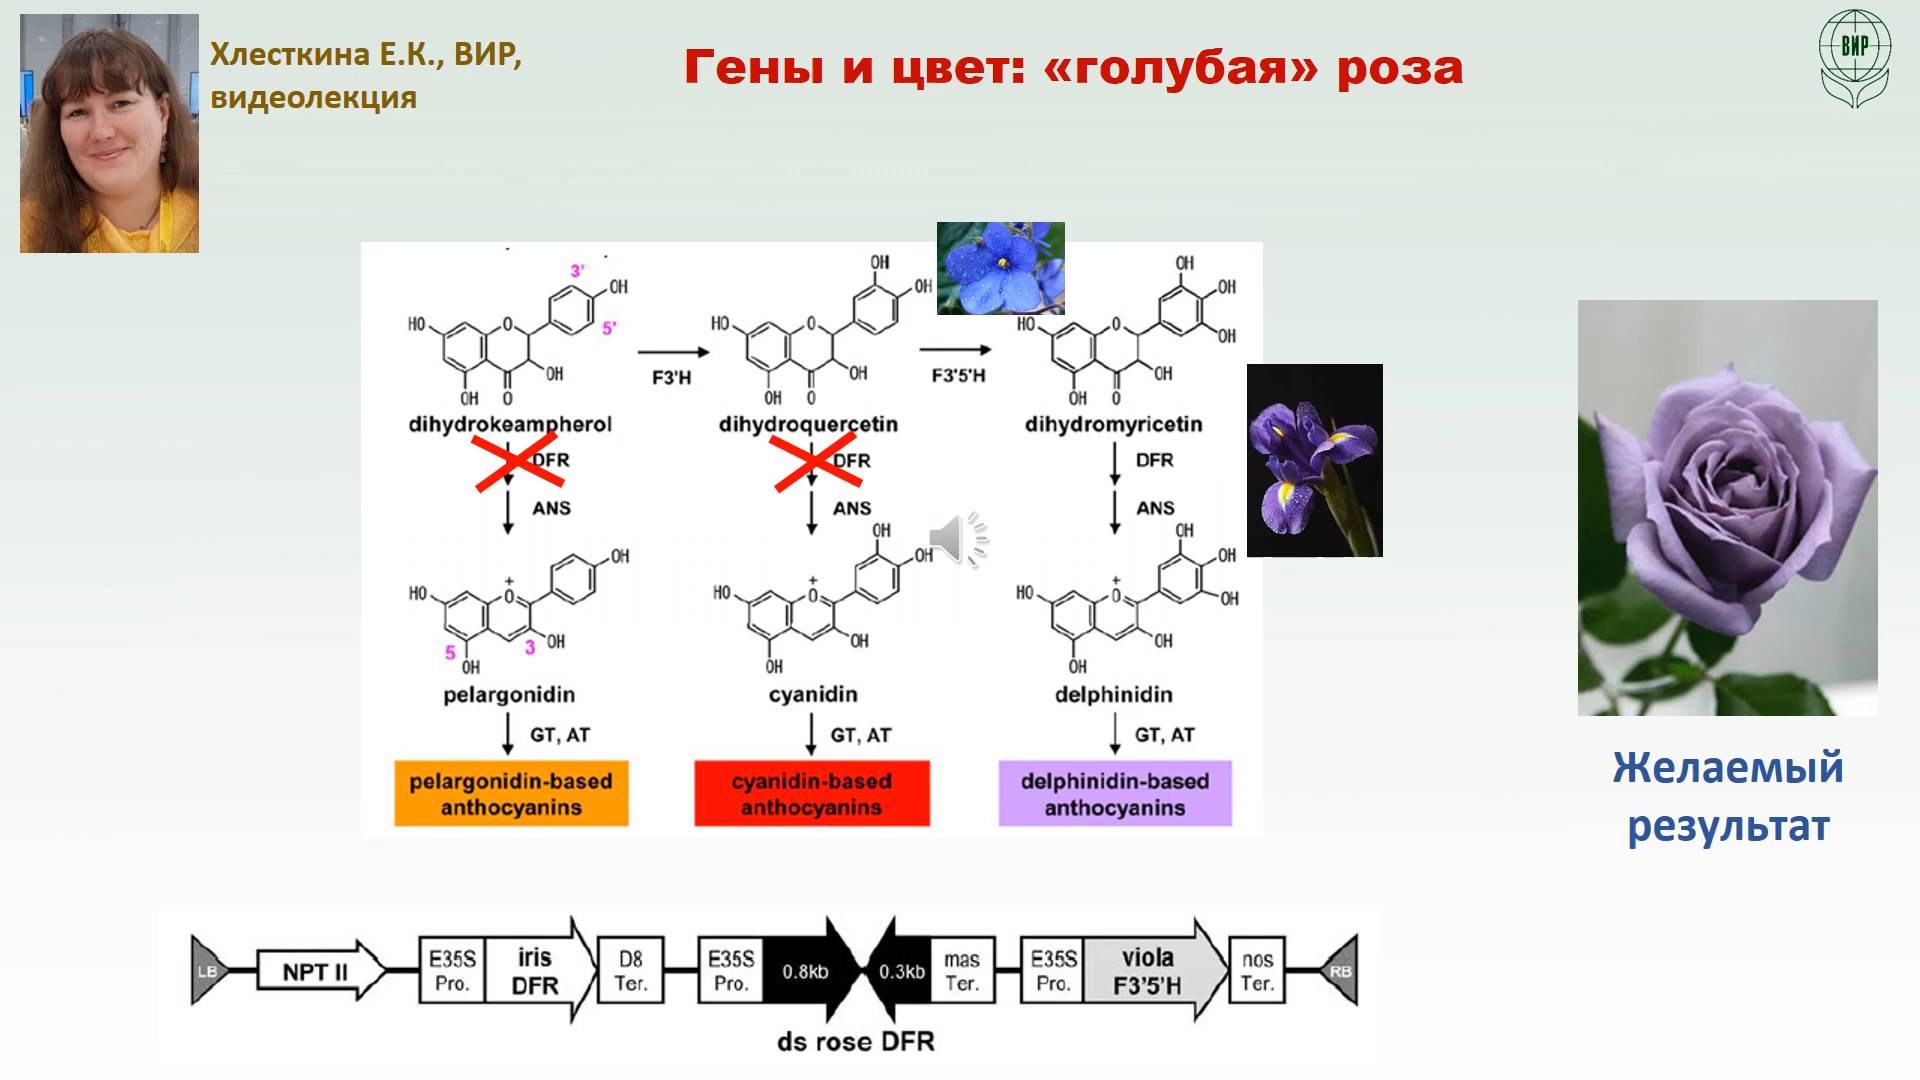 Хлесткина Е.К., ВИР,
видеолекция
Гены и цвет: «голубая» роза
ВИР
3' OH
5'
HO O
OH
OH O
dihydrokeampherol
F3'H
OH
OH
HO O
OH
OH O
dihydroquercetin
F3'5'H
OH
OH
OH
HO O
OH
OH O
dihydromyricetin
DFR DFR DFR
ANS ANS ANS
OH
+
HO O
OH
5 3
OH
pelargonidin
OH
OH
+
HO O
OH
OH
cyanidin
OH
OH
OH
+
HO O
OH
OH
delphinidin
GT, AT GT, AT GT, AT
pelargonidin-based
anthocyanins
cyanidin-based
anthocyanins
delphinidin-based
anthocyanins
Желаемый
результат
LB
NPT II
E35S
Pro.
iris
DFR
D8
Ter.
E35S
Pro.
0.8kb
0.3kb
mas
Ter.
E35S
Pro.
viola
F3'5'H
nos
Ter.
RB
ds rose DFR